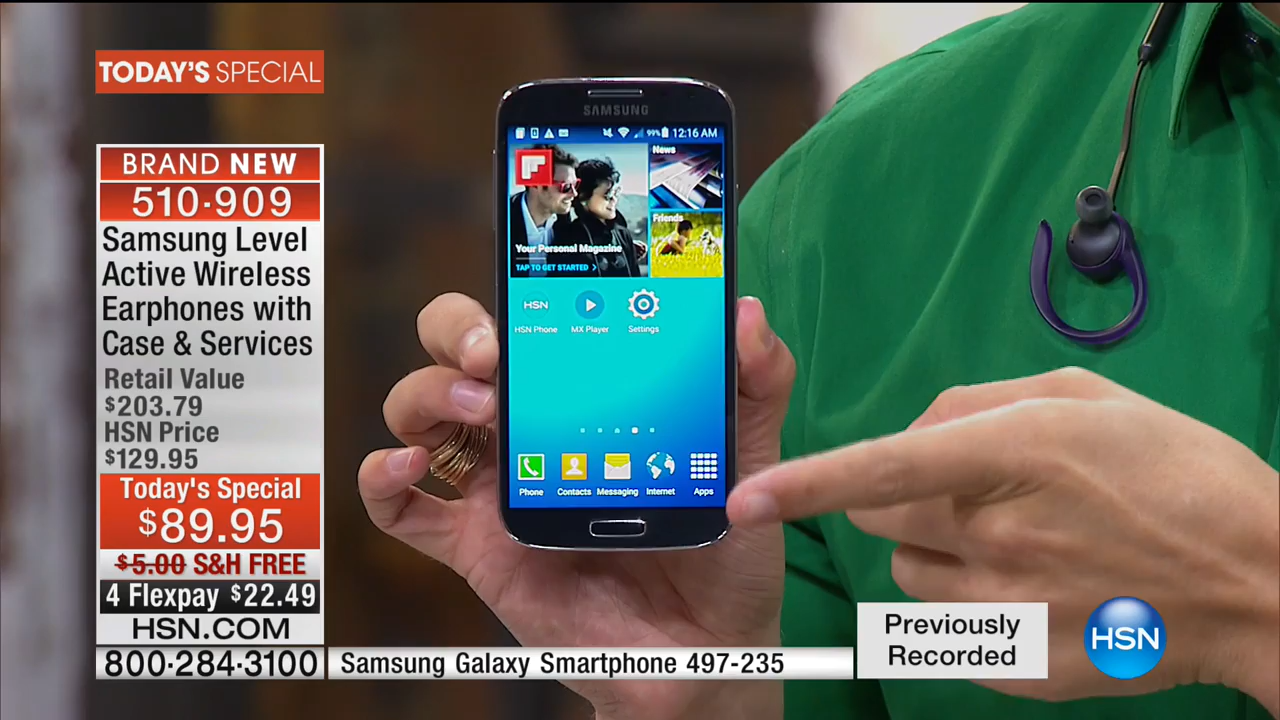 TODAY'S SPECIAL
BRAND NEW
510-909
Samsung Level
Active Wireless
Earphones with
Case & Services
Retail Value
$203.79
HSN Price
$129.95
Today's Special
$89.95
$5.00 S&H FREE
4 Flexpay $22.49
HSN.COM
800·284·3100
Samsung Galaxy Smartphone 497-235
SAMSUNG
99% 12:16 AM
News
Friends
Your Personal Magazine
TAP TO GET STARTED >
HSN
HSN Phone MX Player Settings
Phone Contacts Messaging Internet Apps
Previously
Recorded
HSN